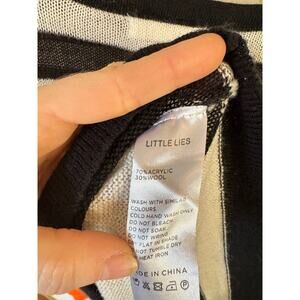 LITTLE LIES
70%ACRYLIC
30%WOOL
WASH WITH SIMILAR
COLOURS.
COLD HAND WASH ONLY
DO NOT BLEACH.
DO NOT SOAK.
DO NOT WRING.
FLAT IN SHADE
NOT TUMBLE DRY
HEAT IRON
DE IN CHINA